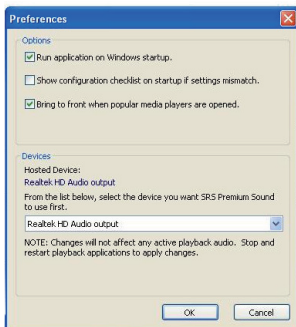 Preferences
Options
Run application on Windows startup.
Show configuration checklist on startup if settings mismatch.
Bring to front when popular media players are opened.
Devices
Hosted Device:
Realtek HD Audio output
From the list below, select the device you want SRS Premium Sound
to use first.
Realtek HD Audio output
NOTE: Changes will not affect any active playback audio. Stop and
restart playback applications to apply changes.
OK
Cancel